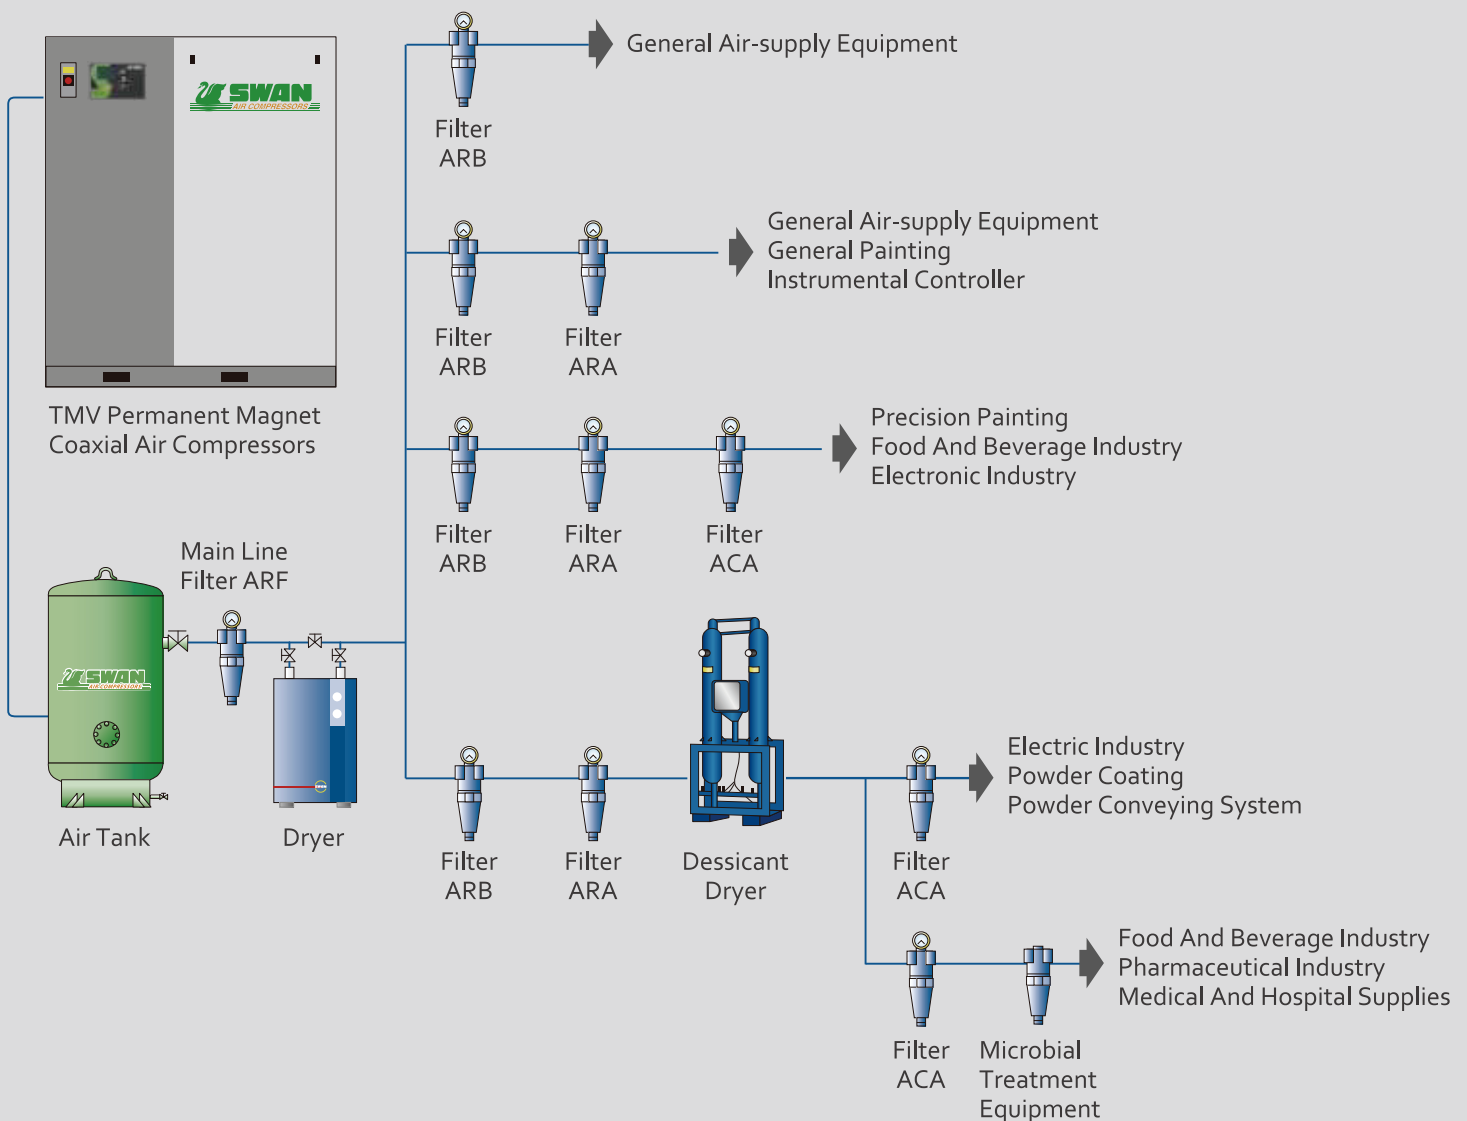 SWAN
AIR COMPRESSORS
TMV Permanent Magnet
Coaxial Air Compressors
Filter
ARB
General Air-supply Equipment
Filter
ARB
Filter
ARA
General Air-supply Equipment
General Painting
Instrumental Controller
Filter
ARB
Filter
ARA
Filter
ACA
Precision Painting
Food And Beverage Industry
Electronic Industry
Main Line
Filter ARF
SWAN
AIR COMPRESSORS
Air Tank
SWAN
Dryer
Filter
ARB
Filter
ARA
Dessicant
Dryer
Filter
ACA
Electric Industry
Powder Coating
Powder Conveying System
Filter
ACA
Microbial
Treatment
Equipment
Food And Beverage Industry
Pharmaceutical Industry
Medical And Hospital Supplies